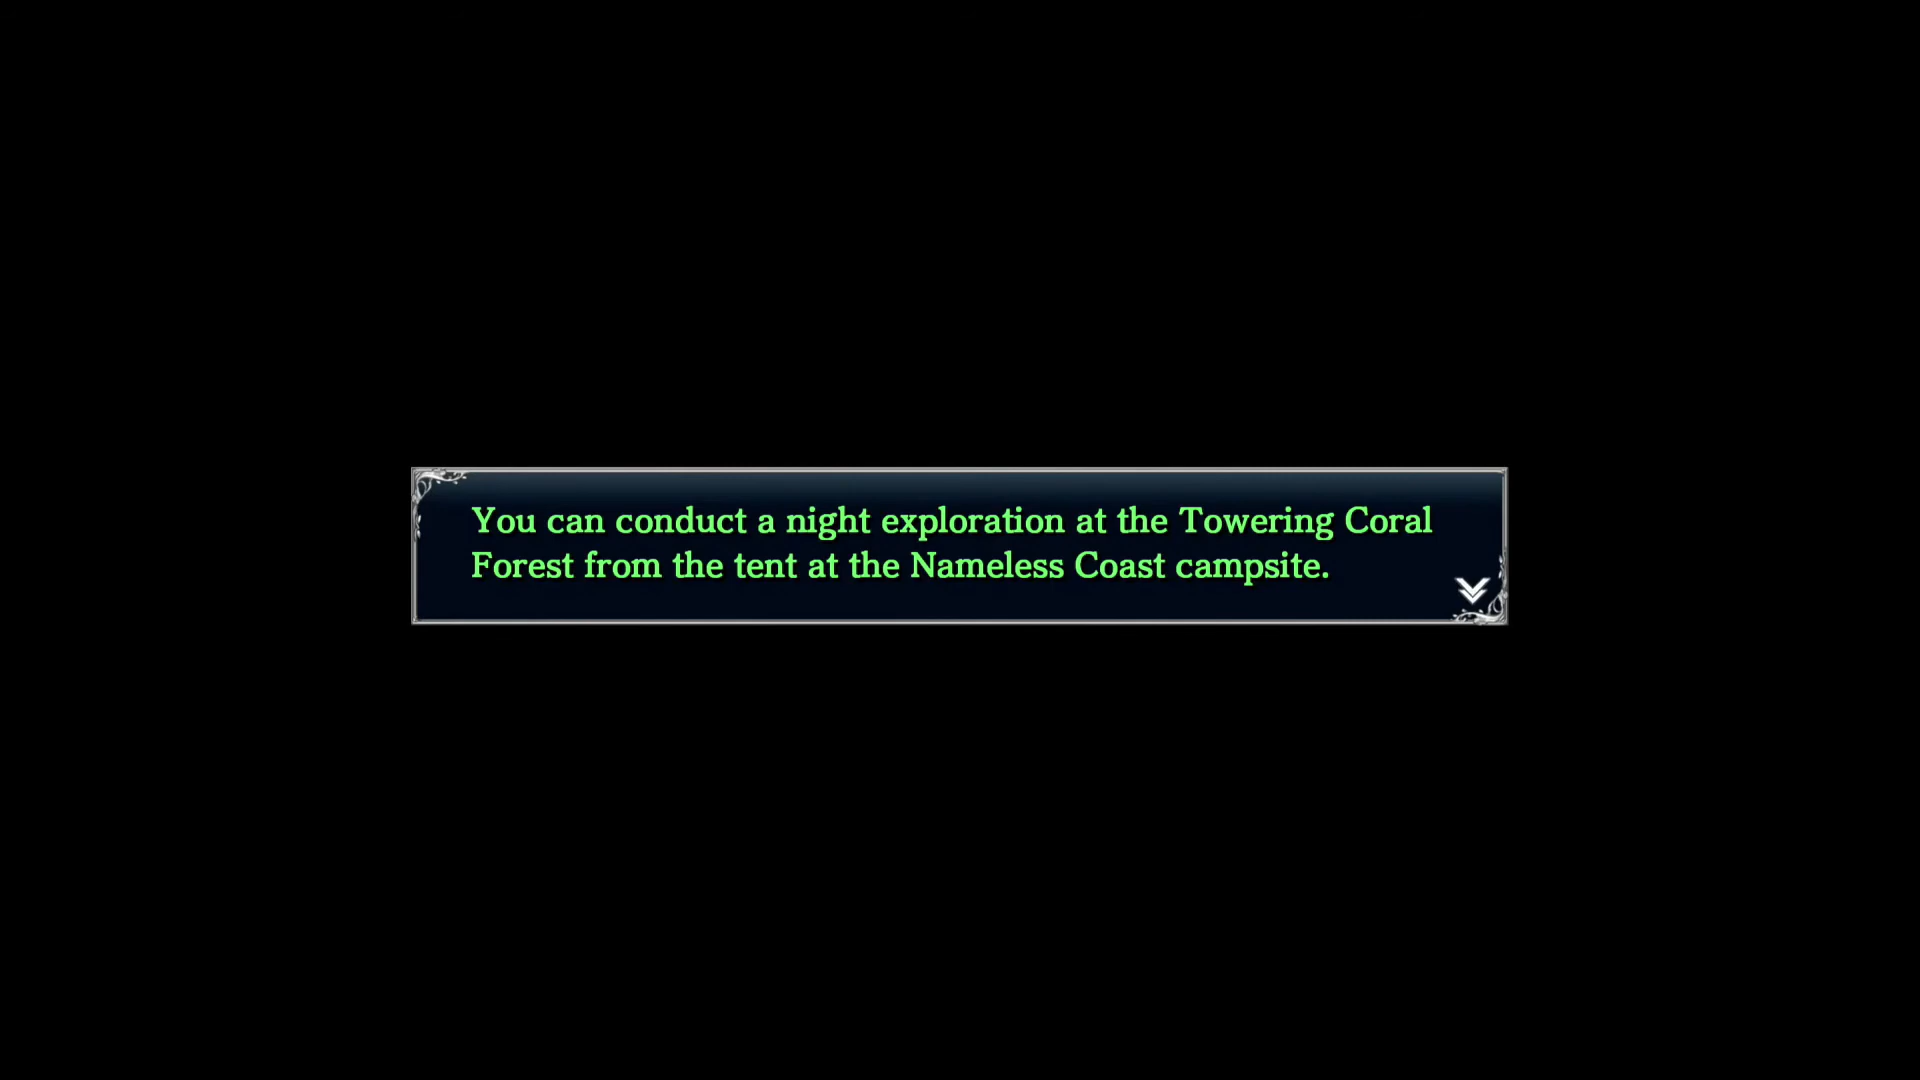 You can conduct a night exploration at the Towering Coral
Forest from the tent at the Nameless Coast campsite.